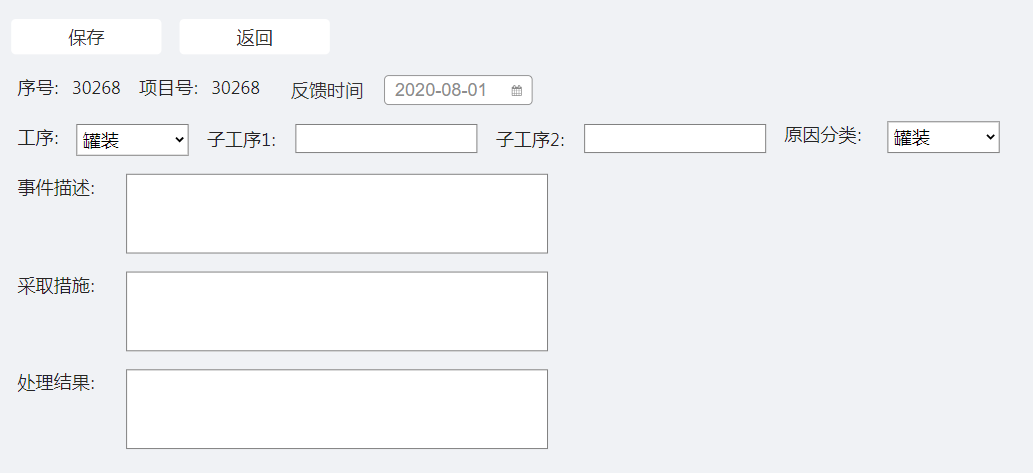 保存 返回
序号: 30268 项目号: 30268 反馈时间 2020-08-01
工序: 罐装 子工序1: 子工序2: 原因分类: 罐装
事件描述:
采取措施:
处理结果: